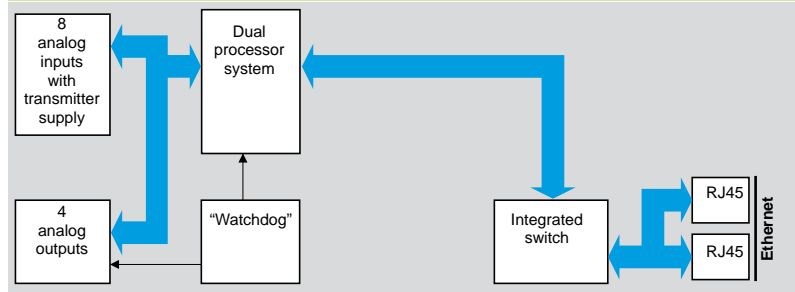 8
analog
inputs
with
transmitter
supply
Dual
processor
system
4
analog
outputs
“Watchdog”
Integrated
switch
RJ45
RJ45
Ethernet